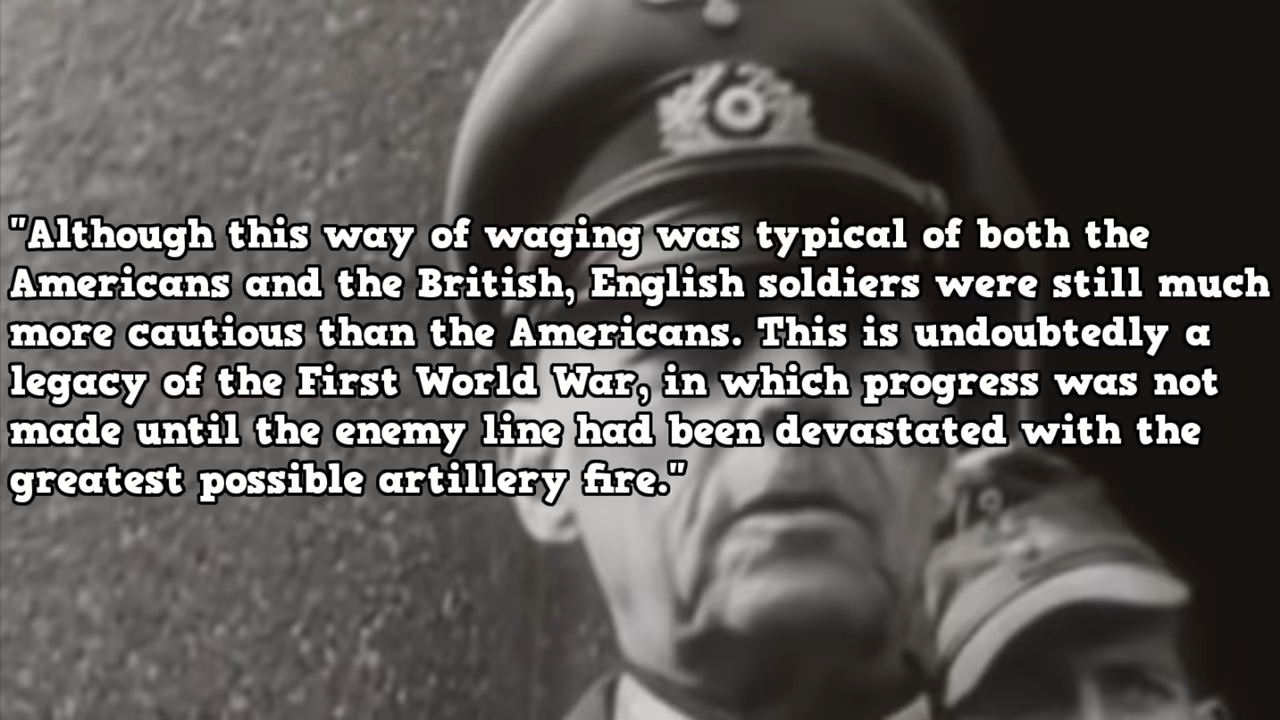 "Although this way of waging was typical of both the
Americans and the British, English soldiers were still much
more cautious than the Americans. This is undoubtedly a
legacy of the First World War, in which progress was not
made until the enemy line had been devastated with the
greatest possible artillery fire."